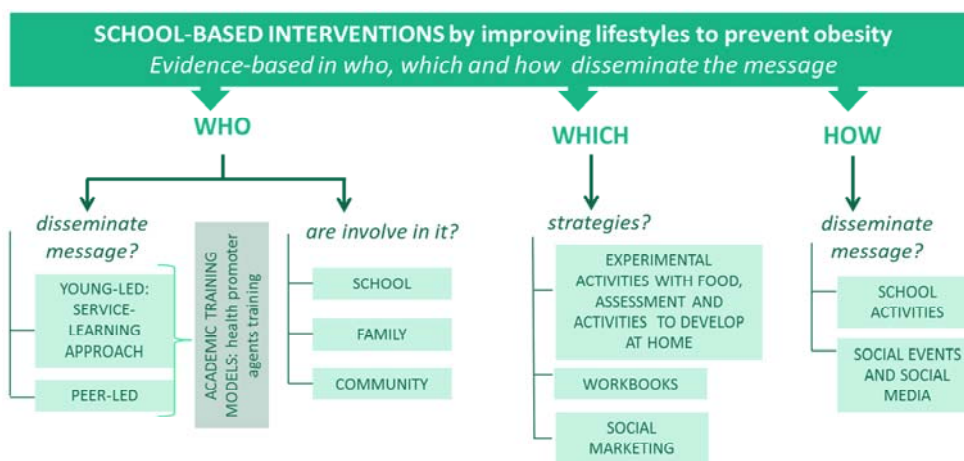 SCHOOL-BASED INTERVENTIONS by improving lifestyles to prevent obesity
Evidence-based in who, which and how disseminate the message
WHO
disseminate
message?
YOUNG-LED:
SERVICE-
LEARNING
APPROACH
PEER-LED
ACADEMIC TRAINING
MODELS: health promoter
agents training
are involve in it?
SCHOOL
FAMILY
COMMUNITY
WHICH
strategies?
EXPERIMENTAL
ACTIVITIES WITH FOOD,
ASSESSMENT AND
ACTIVITIES TO DEVELOP
AT HOME
WORKBOOKS
SOCIAL
MARKETING
HOW
disseminate
message?
SCHOOL
ACTIVITIES
SOCIAL EVENTS
AND SOCIAL
MEDIA